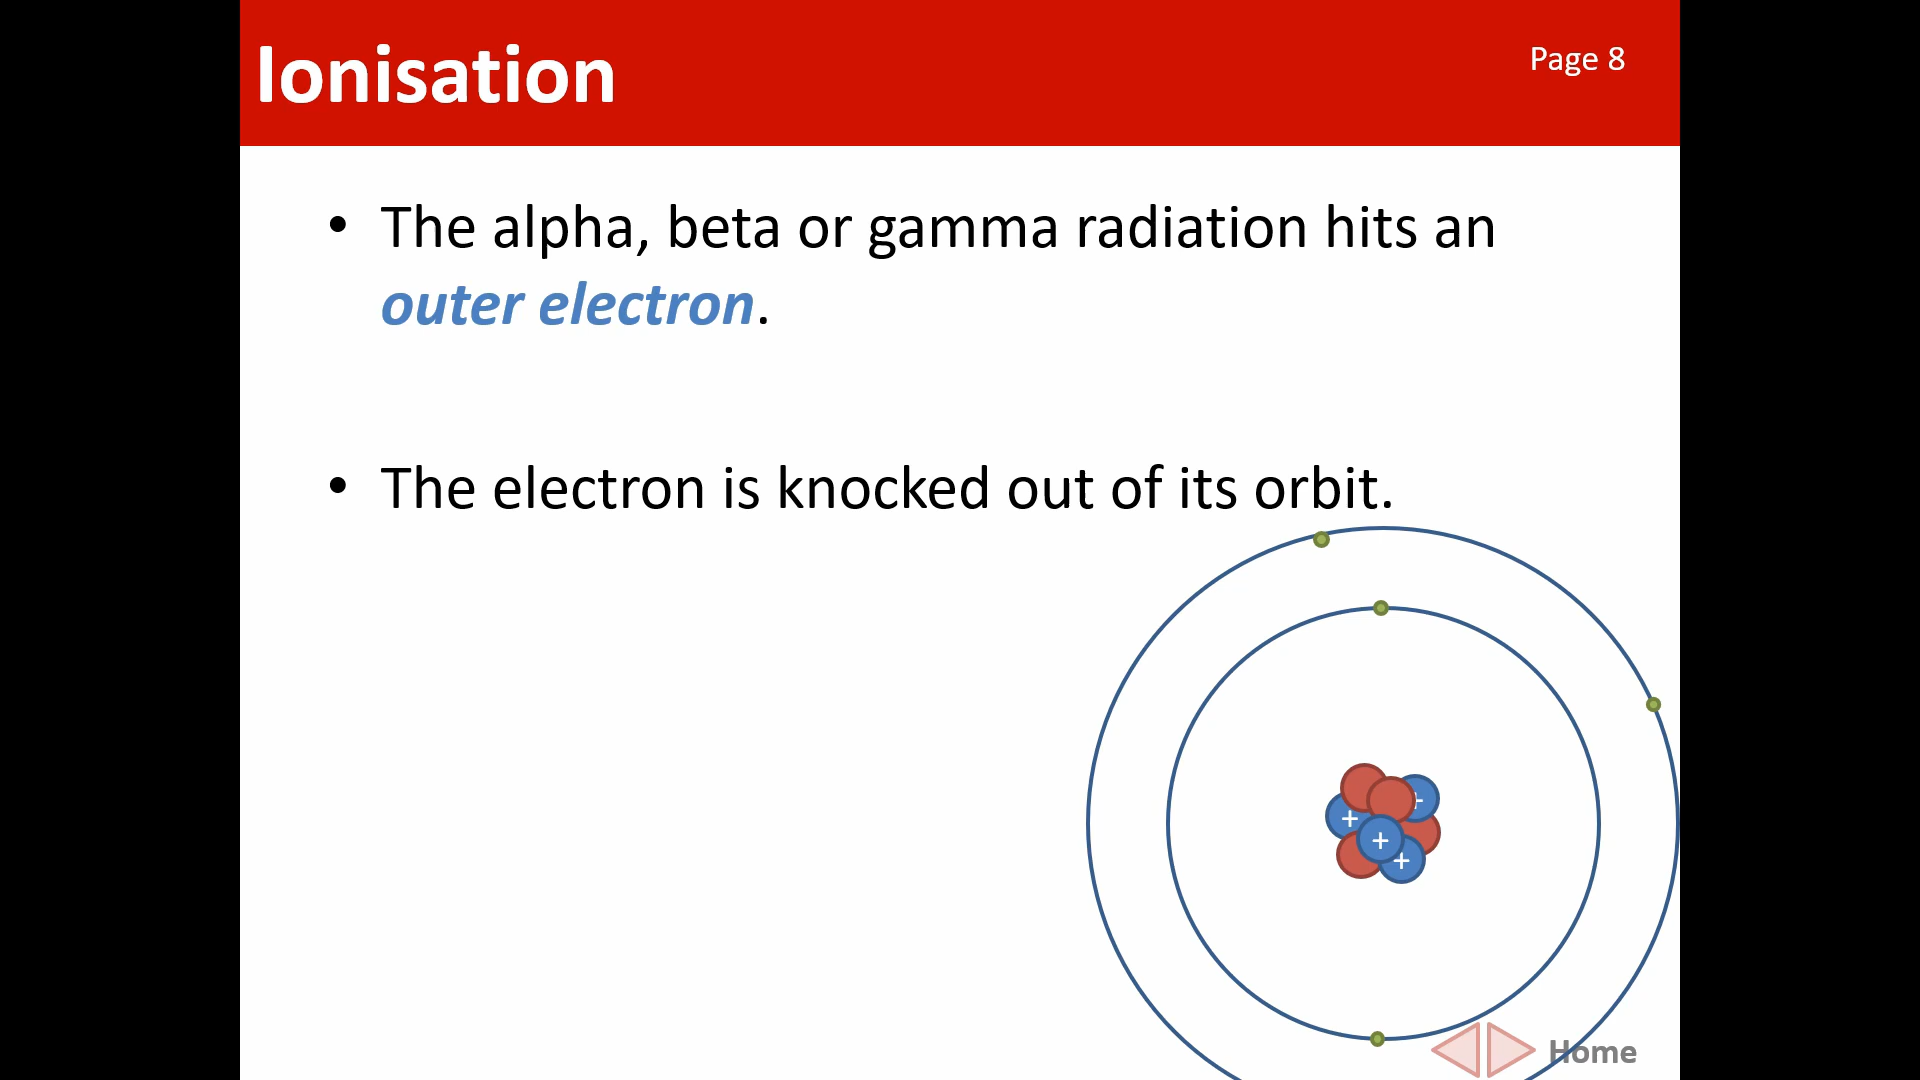 Ionisation
Page 8
• The alpha, beta or gamma radiation hits an
outer electron.
• The electron is knocked out of its orbit.
+
+
+
+
Home